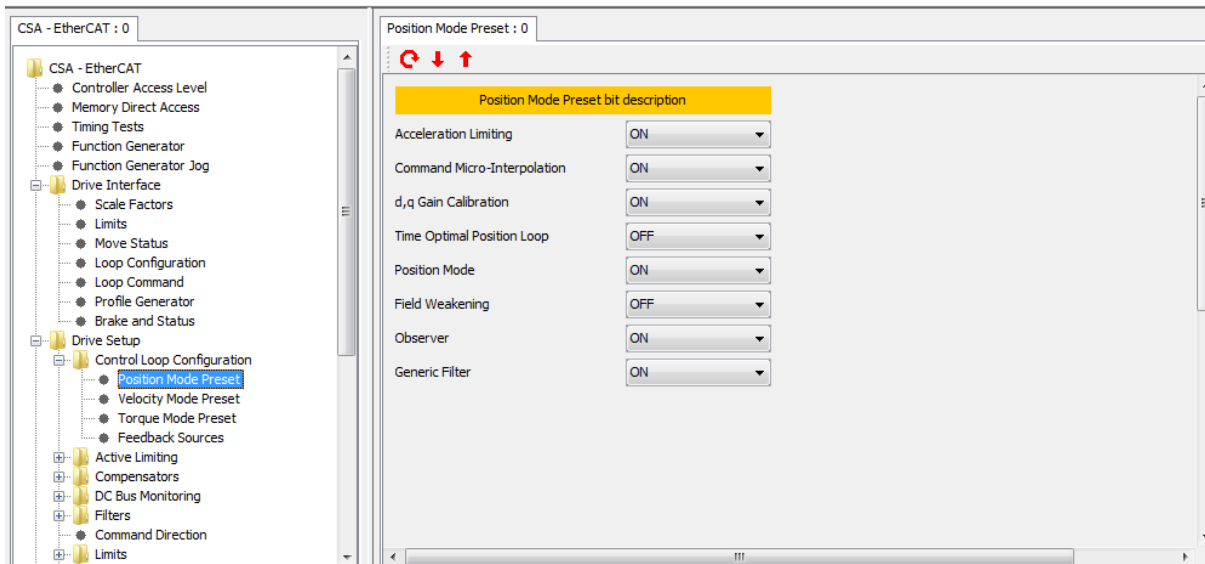 CSA - EtherCAT : 0
CSA - EtherCAT
Controller Access Level
Memory Direct Access
Timing Tests
Function Generator
Function Generator Jog
Drive Interface
Scale Factors
Limits
Move Status
Loop Configuration
Loop Command
Profile Generator
Brake and Status
Drive Setup
Control Loop Configuration
Position Mode Preset
Velocity Mode Preset
Torque Mode Preset
Feedback Sources
Active Limiting
Compensators
DC Bus Monitoring
Filters
Command Direction
Limits
Position Mode Preset : 0
Position Mode Preset bit description
Acceleration Limiting ON
Command Micro-Interpolation ON
d,q Gain Calibration ON
Time Optimal Position Loop OFF
Position Mode ON
Field Weakening OFF
Observer ON
Generic Filter ON